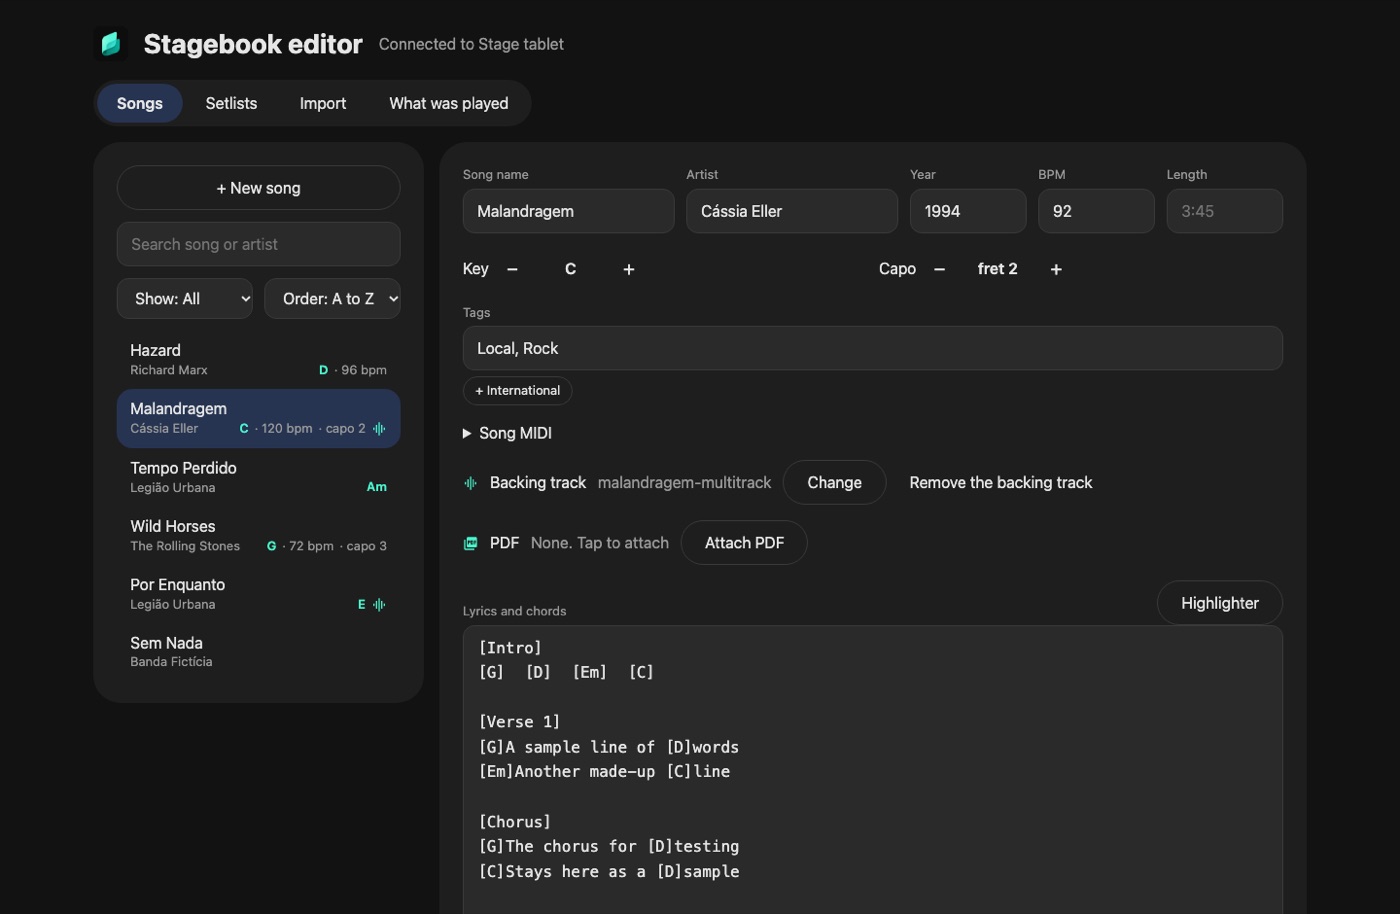 Stagebook editor
Connected to Stage tablet
Songs
Setlists
Import
What was played
+ New song
Search song or artist
Show: All
Order: A to Z
Hazard
Richard Marx
D · 96 bpm
Malandragem
Cássia Eller
C · 120 bpm · capo 2
Tempo Perdido
Legião Urbana
Am
Wild Horses
The Rolling Stones
G · 72 bpm · capo 3
Por Enquanto
Legião Urbana
E
Sem Nada
Banda Fictícia
Song name
Malandragem
Artist
Cássia Eller
Year
1994
BPM
92
Length
3:45
Key − C +
Capo − fret 2 +
Tags
Local, Rock
+ International
Song MIDI
Backing track malandragem-multitrack
Change
Remove the backing track
PDF None. Tap to attach
Attach PDF
Lyrics and chords
Highlighter
[Intro]
[G] [D] [Em] [C]
[Verse 1]
[G]A sample line of [D]words
[Em]Another made-up [C]line
[Chorus]
[G]The chorus for [D]testing
[C]Stays here as a [D]sample